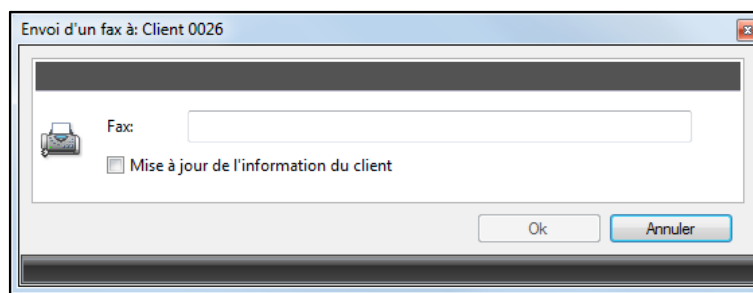 Envoi d'un fax à: Client 0026
Fax:
Mise à jour de l'information du client
Ok Annuler